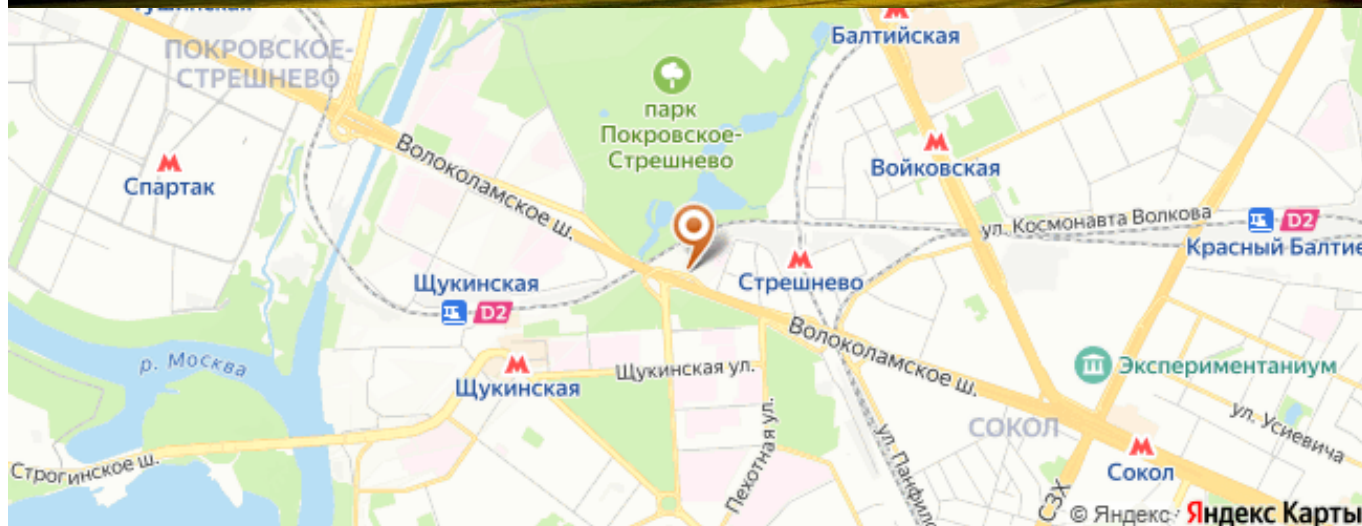 Тушинская
ПОКРОВСКОЕ-
СТРЕШНЕВО
Балтийская
парк
Покровское-
Стрешнево
Волоколамское ш.
Войковская
Спартак
ул. Космонавта Волкова
D2
Красный Балтие
Щукинская
D2
Стрешнево
Волоколамское ш.
р. Москва
Щукинская ул.
Экспериментаниум
Щукинская
Пехотная ул.
ул. Усиевича
СОКОЛ
ул. Панфило
Строгинское ш.
Сокол
СЗХ
© Яндекс Яндекс Карты